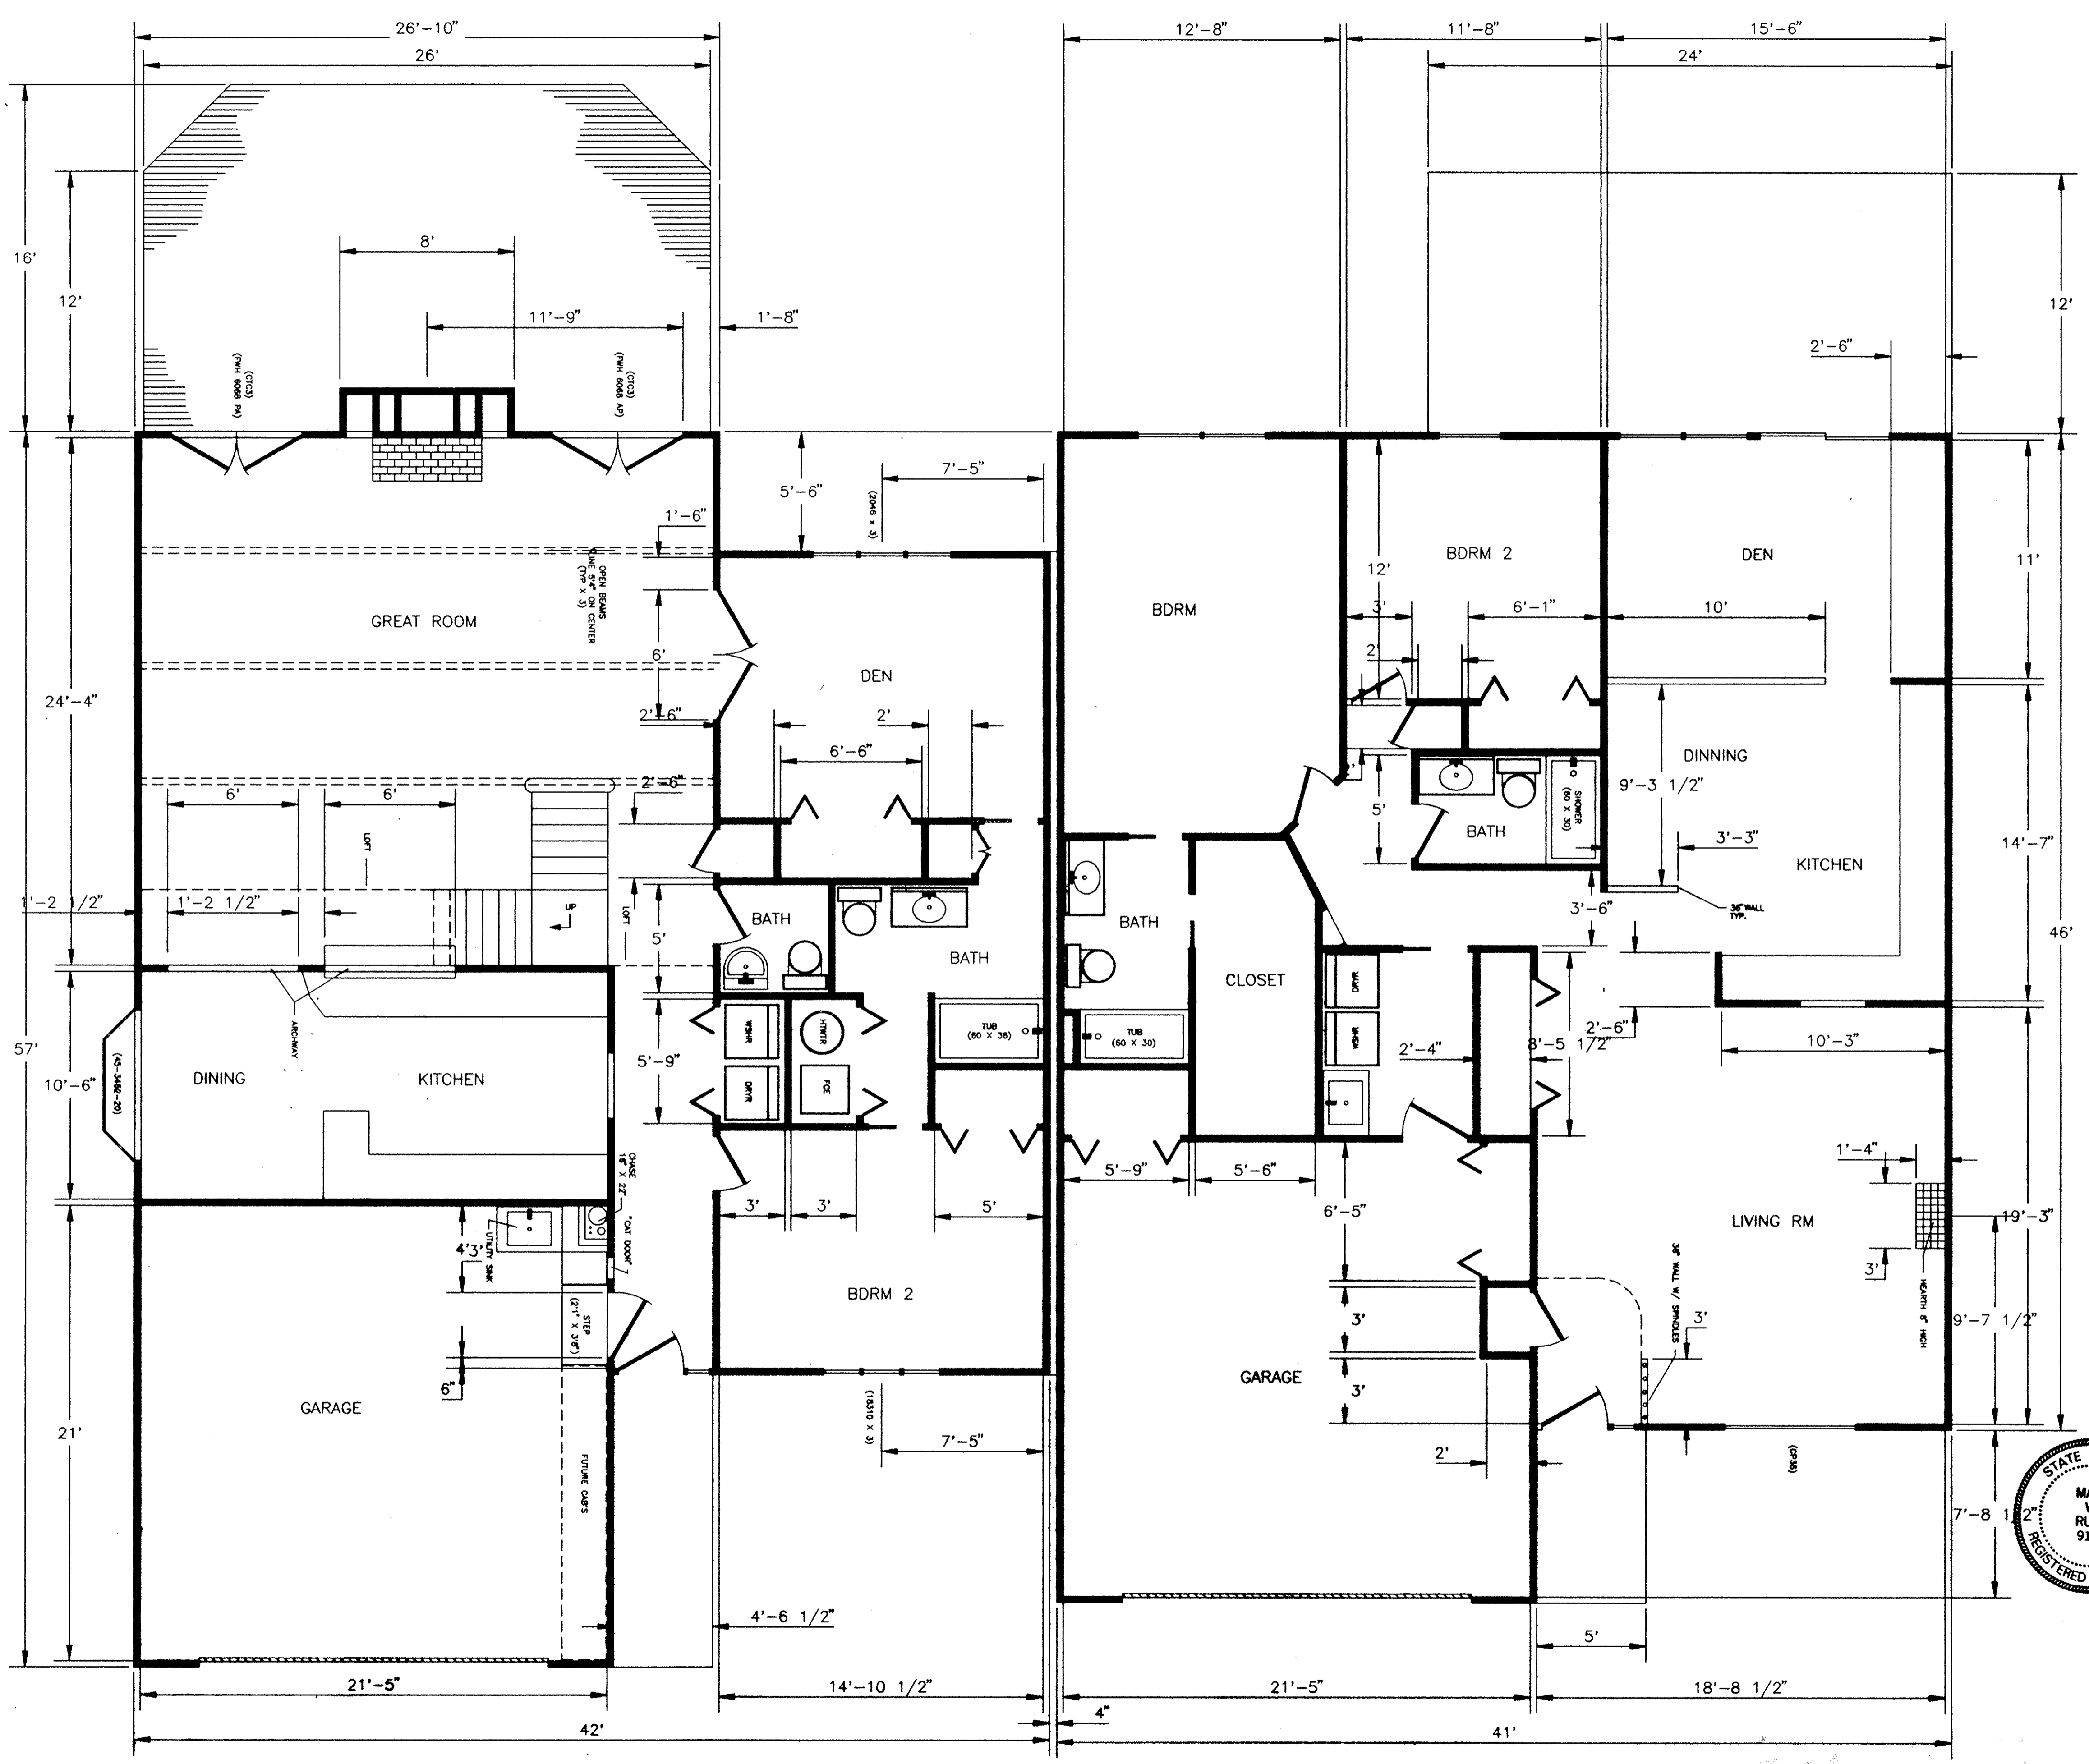 26'-10"
12'-8"
11'-8"
15'-6"
26'
24'
8'
16'
12'
12'
11'-9"
1'-8"
2'-6"
(CTC3)
(FWH 6068 PA)
(CTC3)
(FWH 6068 AP)
7'-5"
5'-6"
(2046 x 3)
1'-6"
OPEN BEAMS
LINE 5'4" ON CENTER
(TYP X 3)
BDRM 2
DEN
11'
12'
GREAT ROOM
BDRM
3'
6'-1"
10'
6'
2'
DEN
24'-4"
2'-6"
2'
6'-6"
DINNING
9'-3 1/2"
2'-6"
6'
6'
5'
SHOWER
(60 X 30)
BATH
LOFT
3'-3"
KITCHEN
14'-7"
1'-2 1/2"
1'-2 1/2"
UP
LOFT
BATH
BATH
3'-6"
36" WALL
TYP.
46'
5'
BATH
CLOSET
ARCHWAY
WSHR
HTWTR
TUB
(60 X 36)
TUB
(60 X 30)
2'-6"
8'-5 1/2"
2'-4"
10'-3"
57'
10'-6"
(45-3462-20)
DINING
KITCHEN
5'-9"
DRYR
FCE
CHASE
16" X 22"
5'-9"
5'-6"
1'-4"
3'
3'
5'
6'-5"
LIVING RM
19'-3"
4'3'
UTILITY SINK
"CAT DOOR"
3'
36" WALL W/ SPINDLES
HEARTH 8" HIGH
STEP
(2'1" X 3'8")
BDRM 2
3'
3'
9'-7 1/2"
6"
GARAGE
GARAGE
3'
21'
(18310 X 3)
7'-5"
2'
(CP35)
FUTURE CAB'S
STATE
REGISTERED
7'-8 1/2"
4'-6 1/2"
5'
21'-5"
14'-10 1/2"
21'-5"
18'-8 1/2"
4"
42'
41'